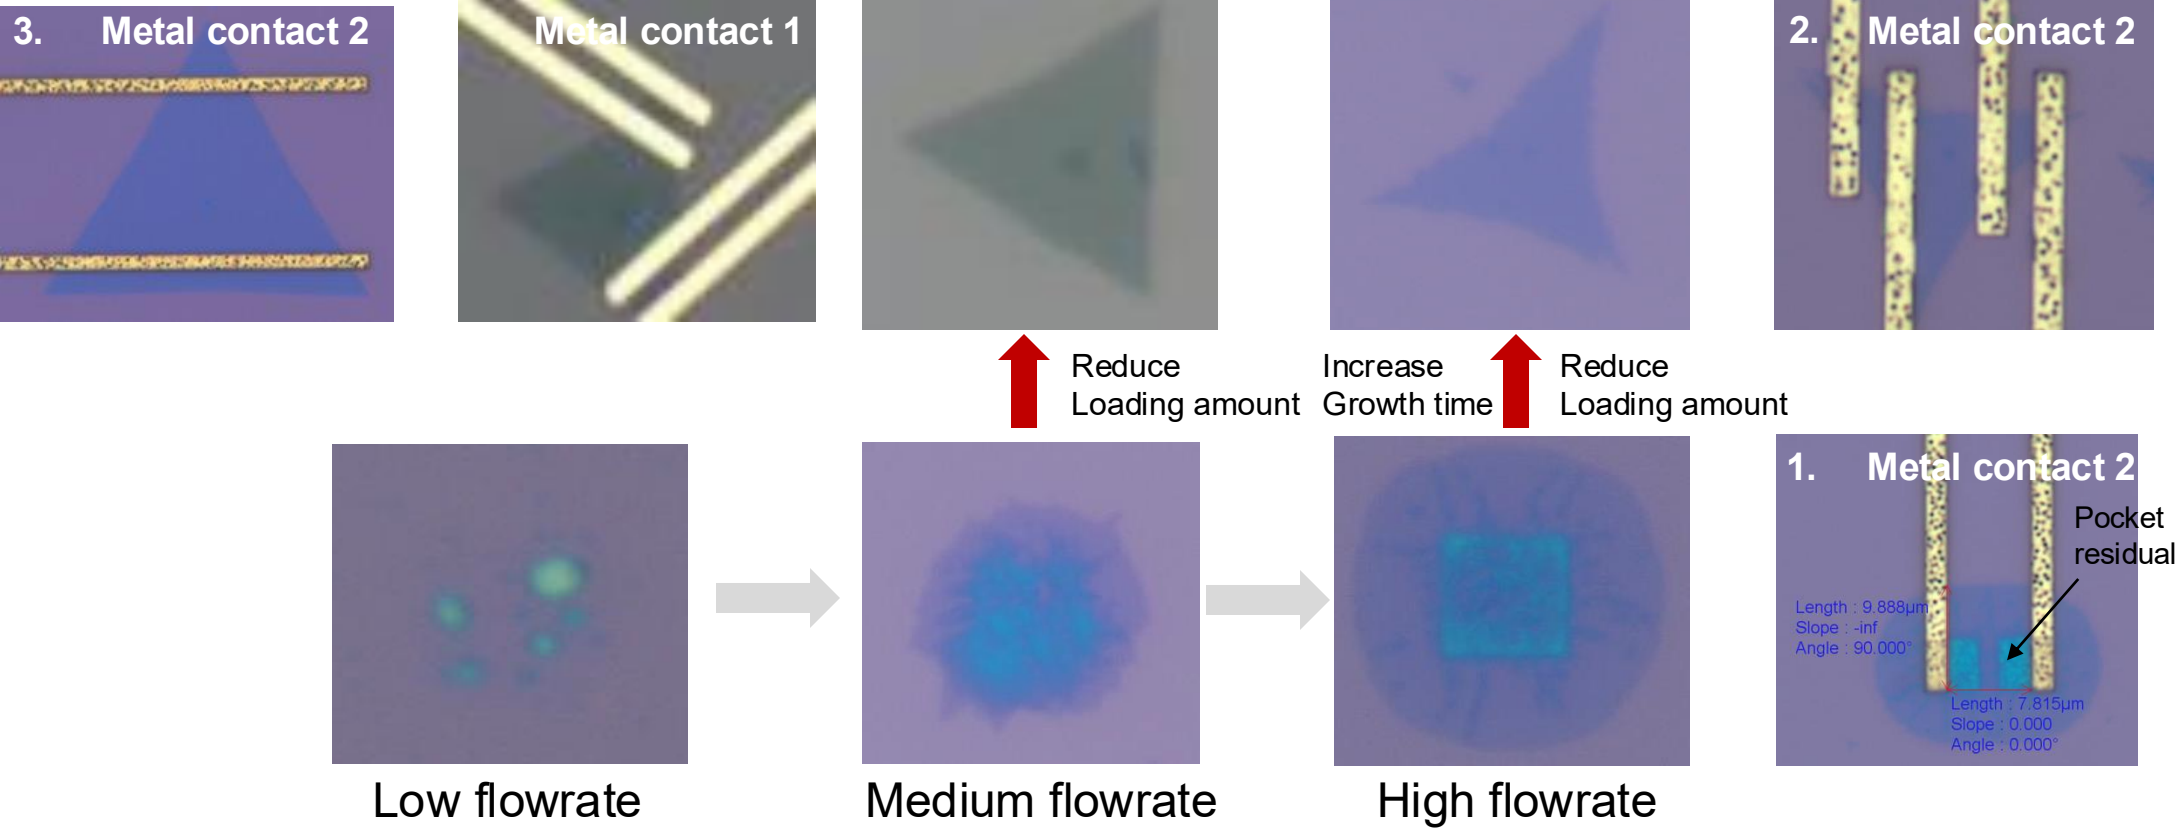 3. Metal contact 2
Metal contact 1
2. Metal contact 2
Reduce
Loading amount
Increase
Growth time
Reduce
Loading amount
1. Metal contact 2
Pocket
residual
Length : 9.888µm
Slope : -inf
Angle : 90.000°
Length : 7.815µm
Slope : 0.000
Angle : 0.000°
Low flowrate
Medium flowrate
High flowrate